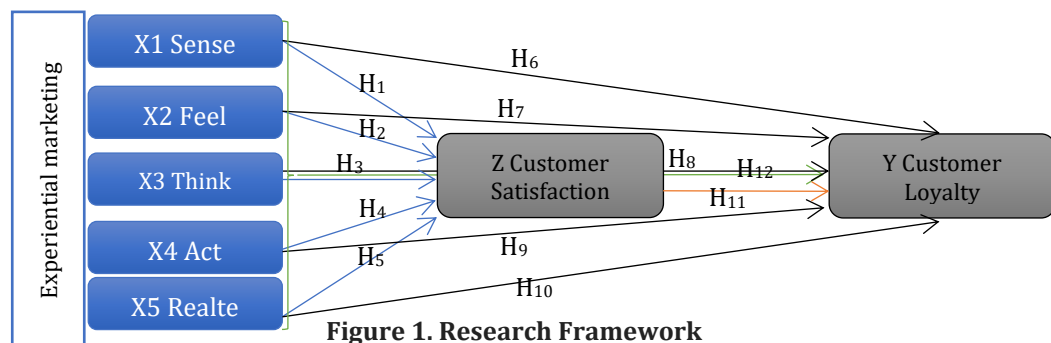 Experiential marketing
X1 Sense
X2 Feel
X3 Think
X4 Act
X5 Realte
H1
H2
H3
H4
H5
H6
H7
Z Customer
Satisfaction
H8
H12
H11
H9
H10
Y Customer
Loyalty
Figure 1. Research Framework